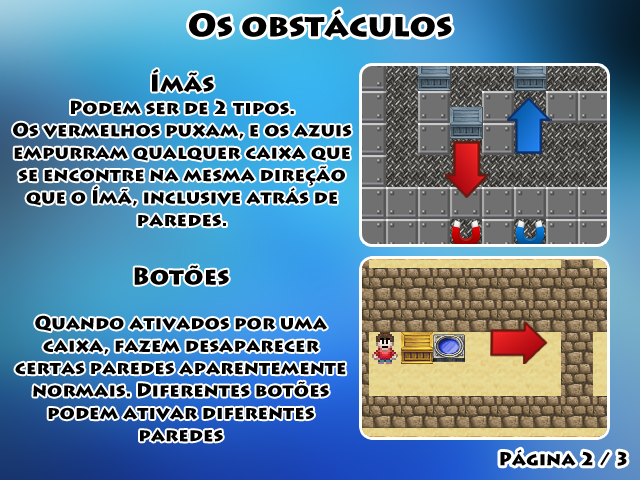 Os obstáculos
Ímãs
Podem ser de 2 tipos.
Os vermelhos puxam, e os azuis
empurram qualquer caixa que
se encontre na mesma direção
que o Ímã, inclusive atrás de
paredes.
Botões
Quando ativados por uma
caixa, fazem desaparecer
certas paredes aparentemente
normais. Diferentes botões
podem ativar diferentes
paredes
Página 2 / 3